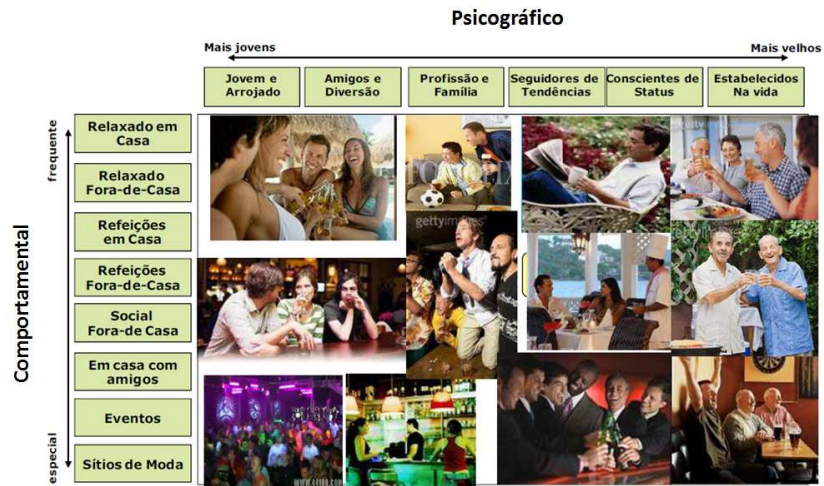 Psicográfico
Mais jovens
Mais velhos
Jovem e
Arrojado
Amigos e
Diversão
Profissão e
Família
Seguidores de
Tendências
Conscientes de
Status
Estabelecidos
Na vida
Comportamental
frequente
especial
Relaxado em
Casa
Relaxado
Fora-de-Casa
Refeições
em Casa
Refeições
Fora-de-Casa
Social
Fora-de Casa
Em casa com
amigos
Eventos
Sítios de Moda
gettyimages
gettyimages